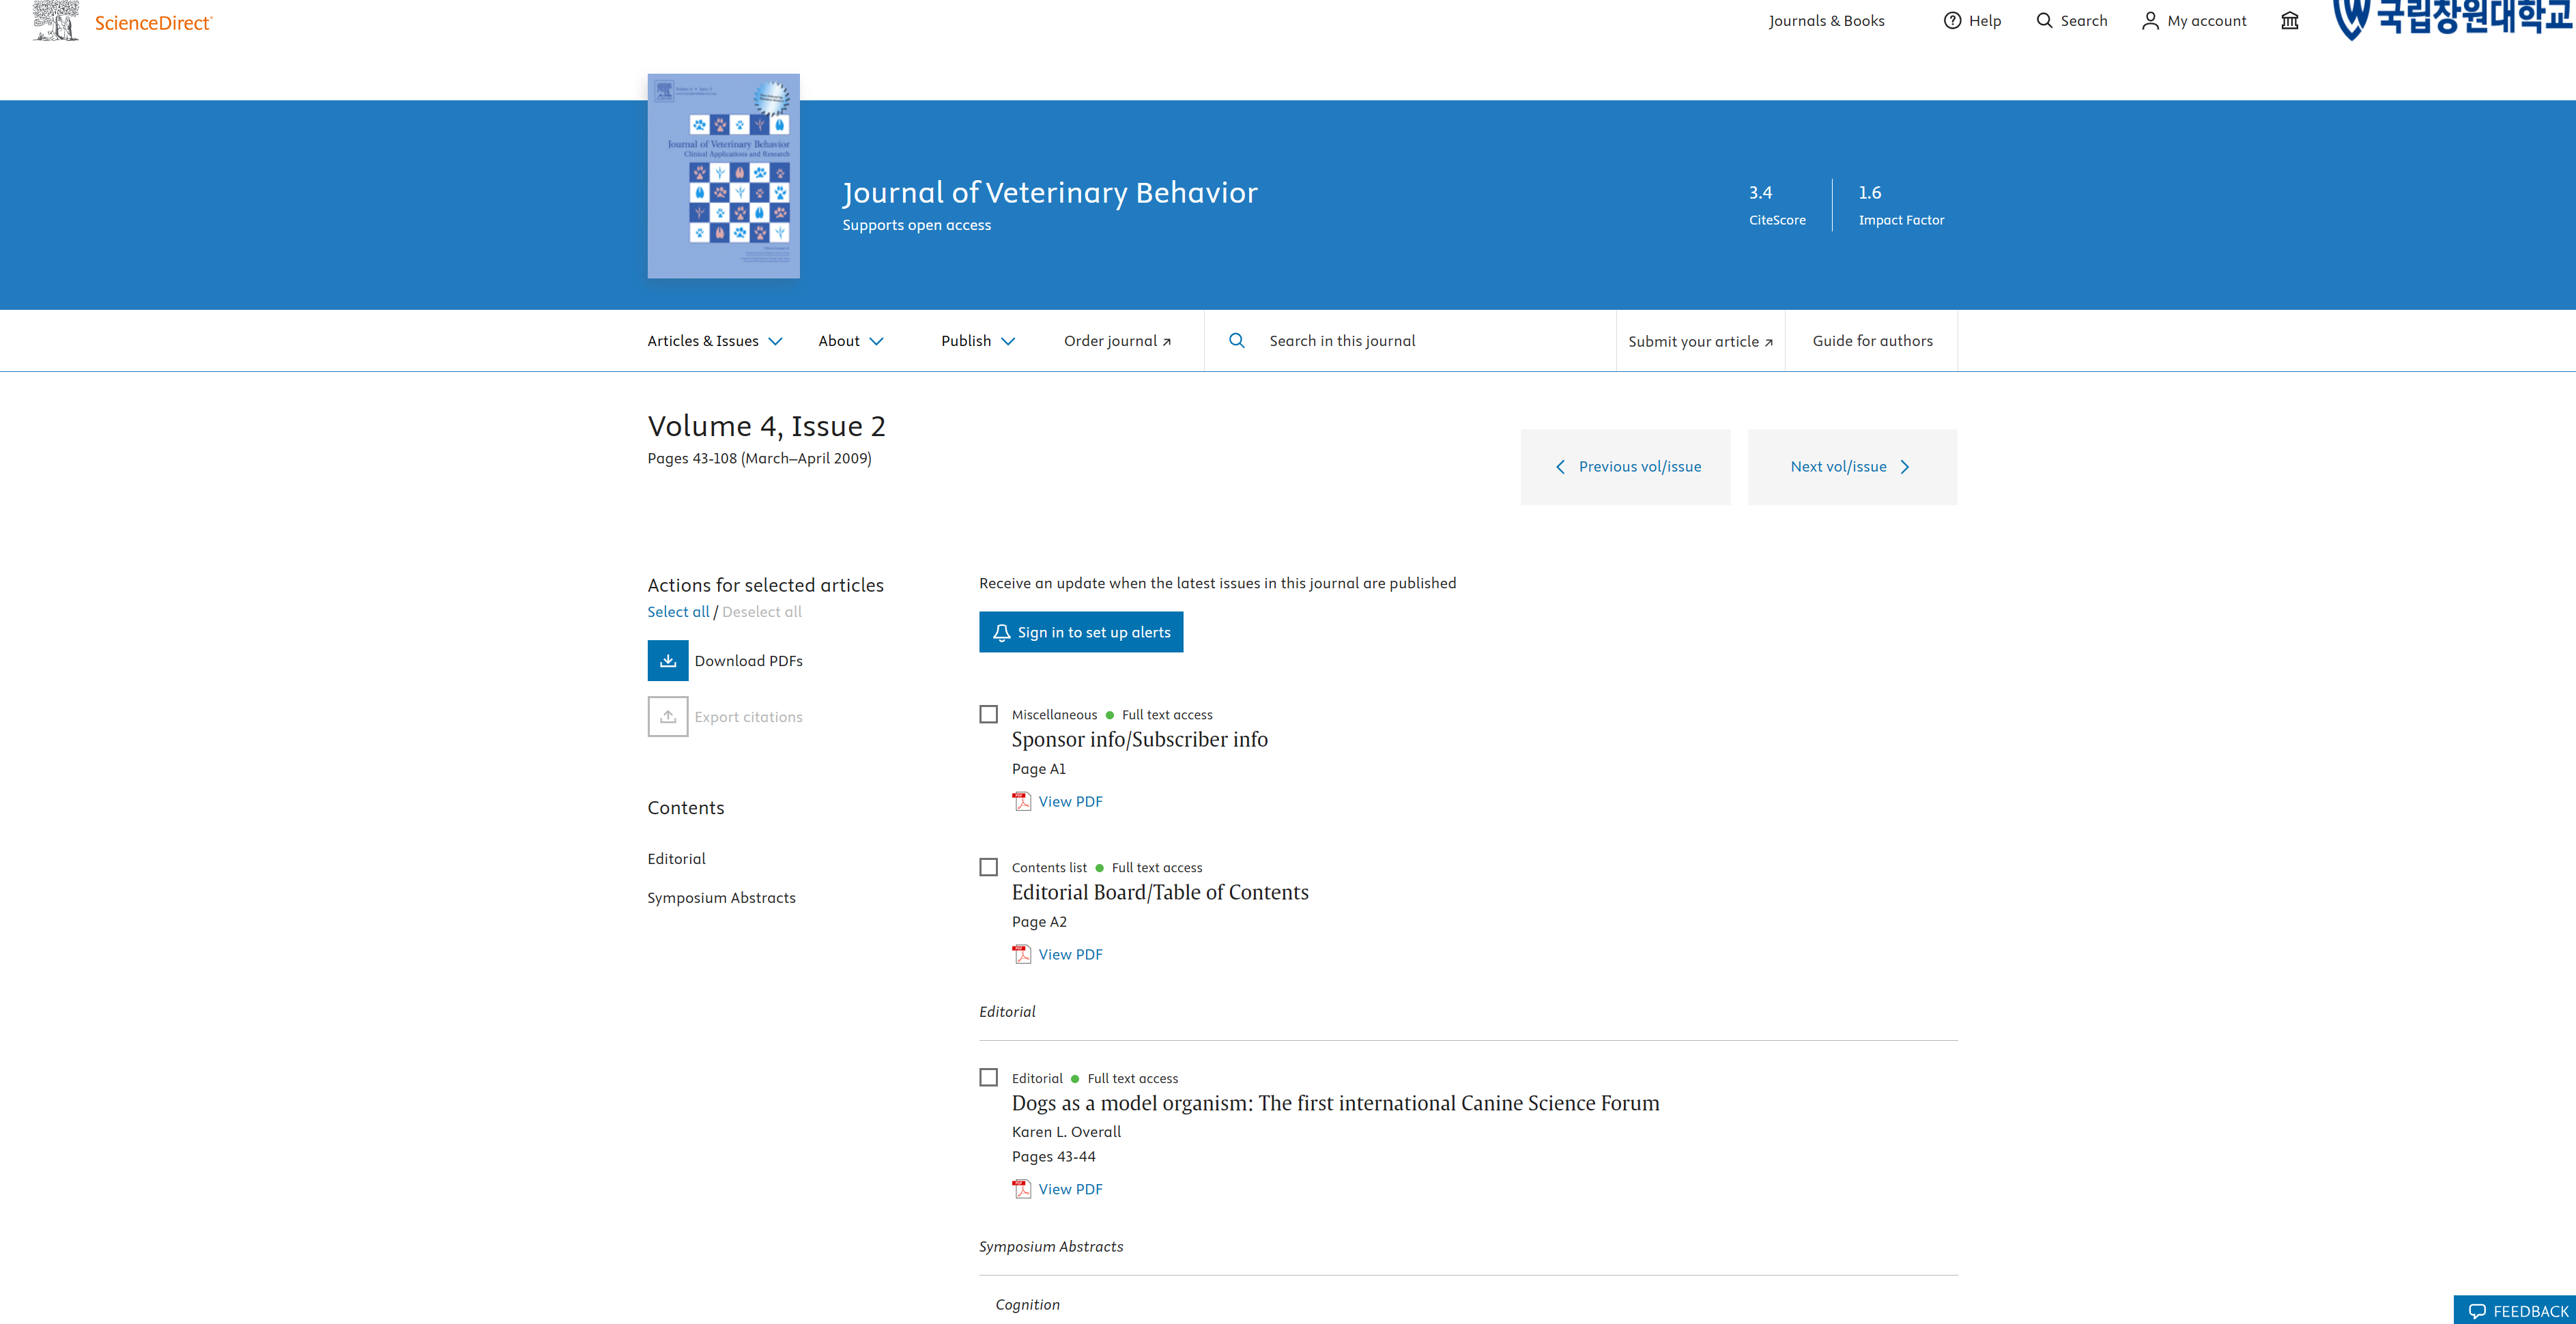 ScienceDirect
Journals & Books
Help
Search
My account
국립창원대학교
Journal of Veterinary Behavior
Clinical Applications and Research
Journal of Veterinary Behavior
Supports open access
3.4
CiteScore
1.6
Impact Factor
Articles & Issues
About
Publish
Order journal
Search in this journal
Submit your article
Guide for authors
Volume 4, Issue 2
Pages 43-108 (March–April 2009)
Previous vol/issue
Next vol/issue
Actions for selected articles
Select all / Deselect all
Download PDFs
Export citations
Contents
Editorial
Symposium Abstracts
Receive an update when the latest issues in this journal are published
Sign in to set up alerts
Miscellaneous ● Full text access
Sponsor info/Subscriber info
Page A1
View PDF
Contents list ● Full text access
Editorial Board/Table of Contents
Page A2
View PDF
Editorial
Editorial ● Full text access
Dogs as a model organism: The first international Canine Science Forum
Karen L. Overall
Pages 43-44
View PDF
Symposium Abstracts
Cognition
FEEDBACK